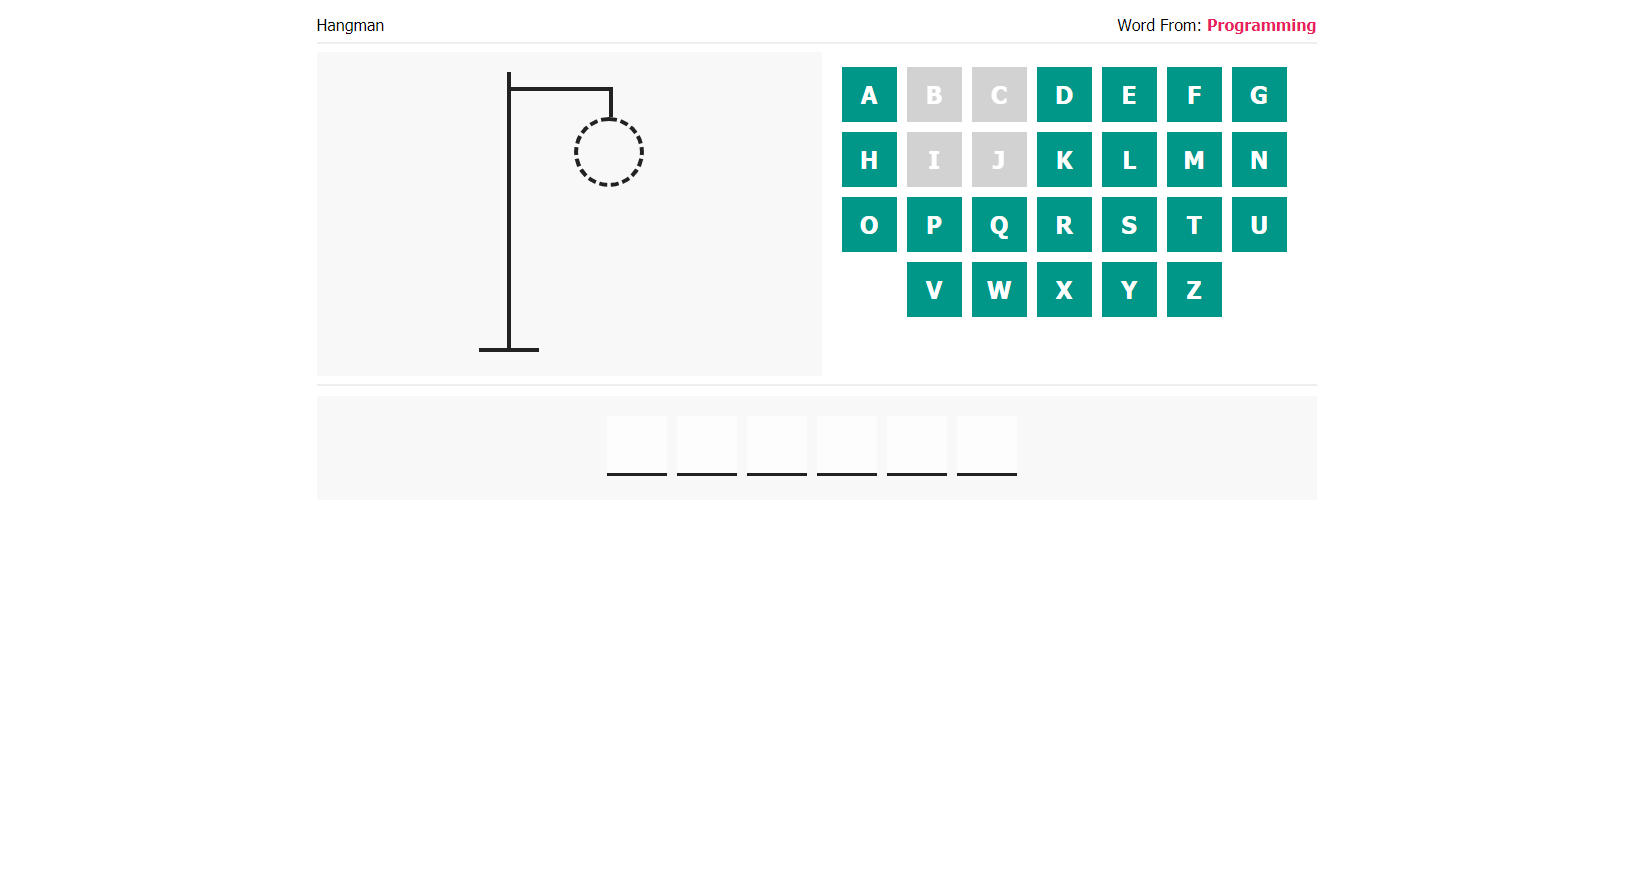 Hangman
Word From: Programming
A B C D E F G
H I J K L M N
O P Q R S T U
V W X Y Z